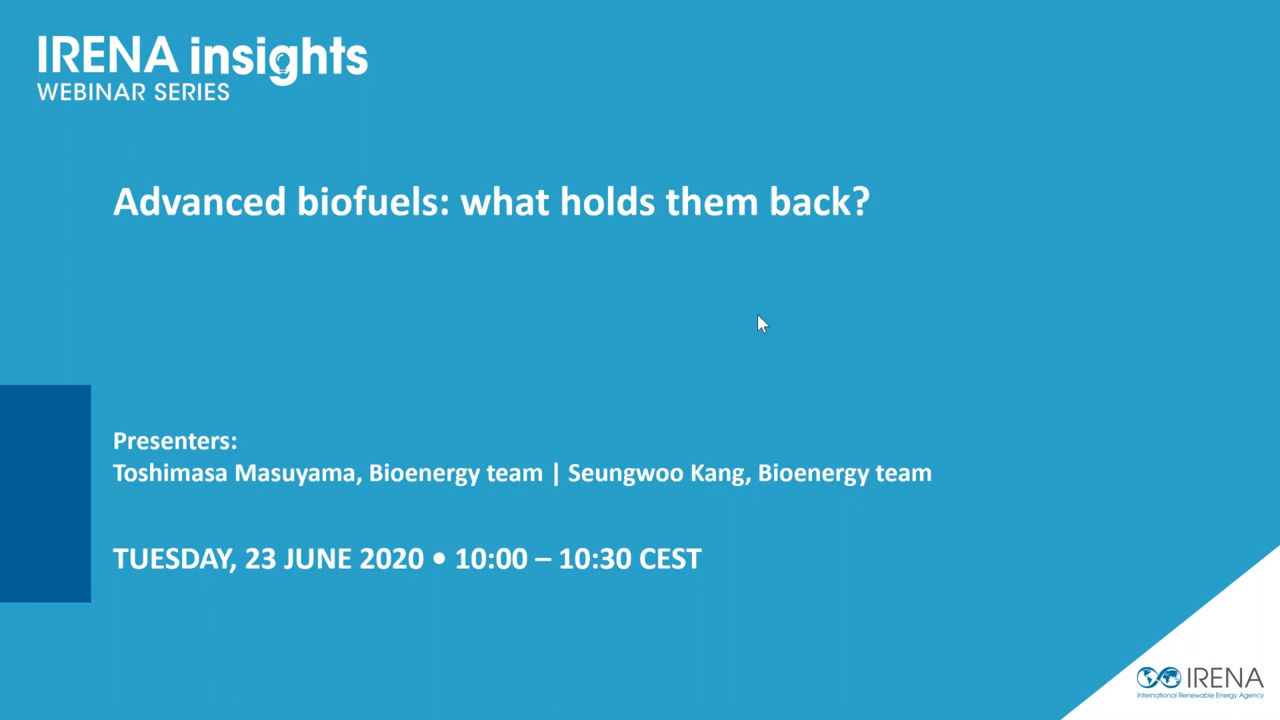 IRENA insights
WEBINAR SERIES
Advanced biofuels: what holds them back?
Presenters:
Toshimasa Masuyama, Bioenergy team | Seungwoo Kang, Bioenergy team
TUESDAY, 23 JUNE 2020 • 10:00 – 10:30 CEST
IRENA
International Renewable Energy Agency